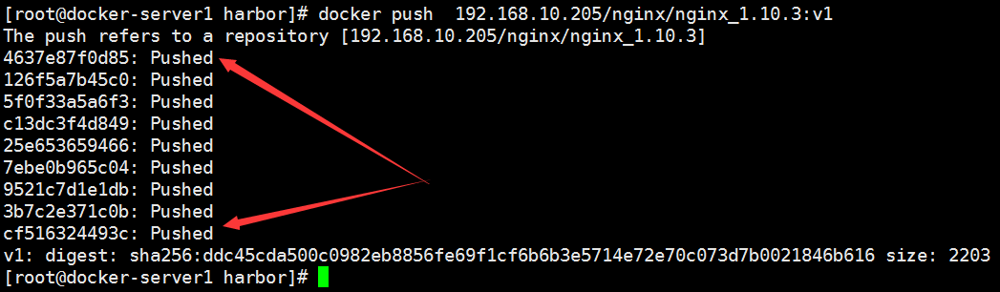 [root@docker-server1 harbor]# docker push  192.168.10.205/nginx/nginx_1.10.3:v1
The push refers to a repository [192.168.10.205/nginx/nginx_1.10.3]
4637e87f0d85: Pushed
126f5a7b45c0: Pushed
5f0f33a5a6f3: Pushed
c13dc3f4d849: Pushed
25e653659466: Pushed
7ebe0b965c04: Pushed
9521c7d1e1db: Pushed
3b7c2e371c0b: Pushed
cf516324493c: Pushed
v1: digest: sha256:ddc45cda500c0982eb8856fe69f1cf6b6b3e5714e72e70c073d7b0021846b616 size: 2203
[root@docker-server1 harbor]#